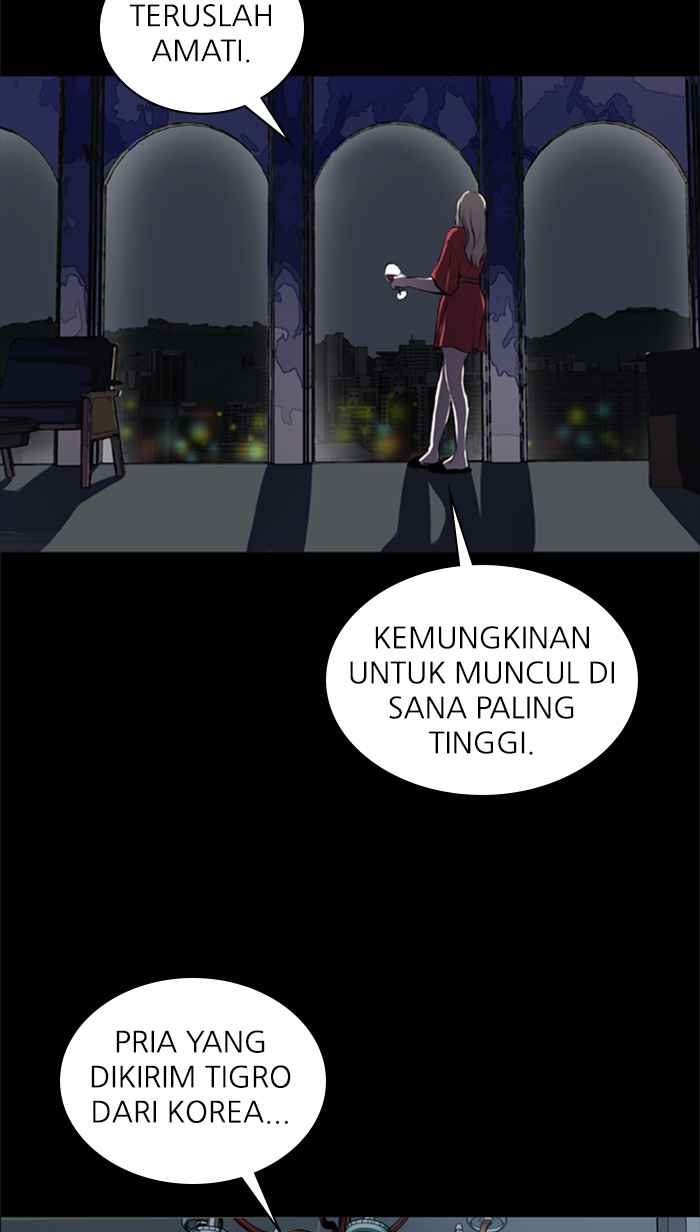 TERUSLAH
AMATI.
KEMUNGKINAN
UNTUK MUNCUL DI
SANA PALING
TINGGI.
PRIA YANG
DIKIRIM TIGRO
DARI KOREA...